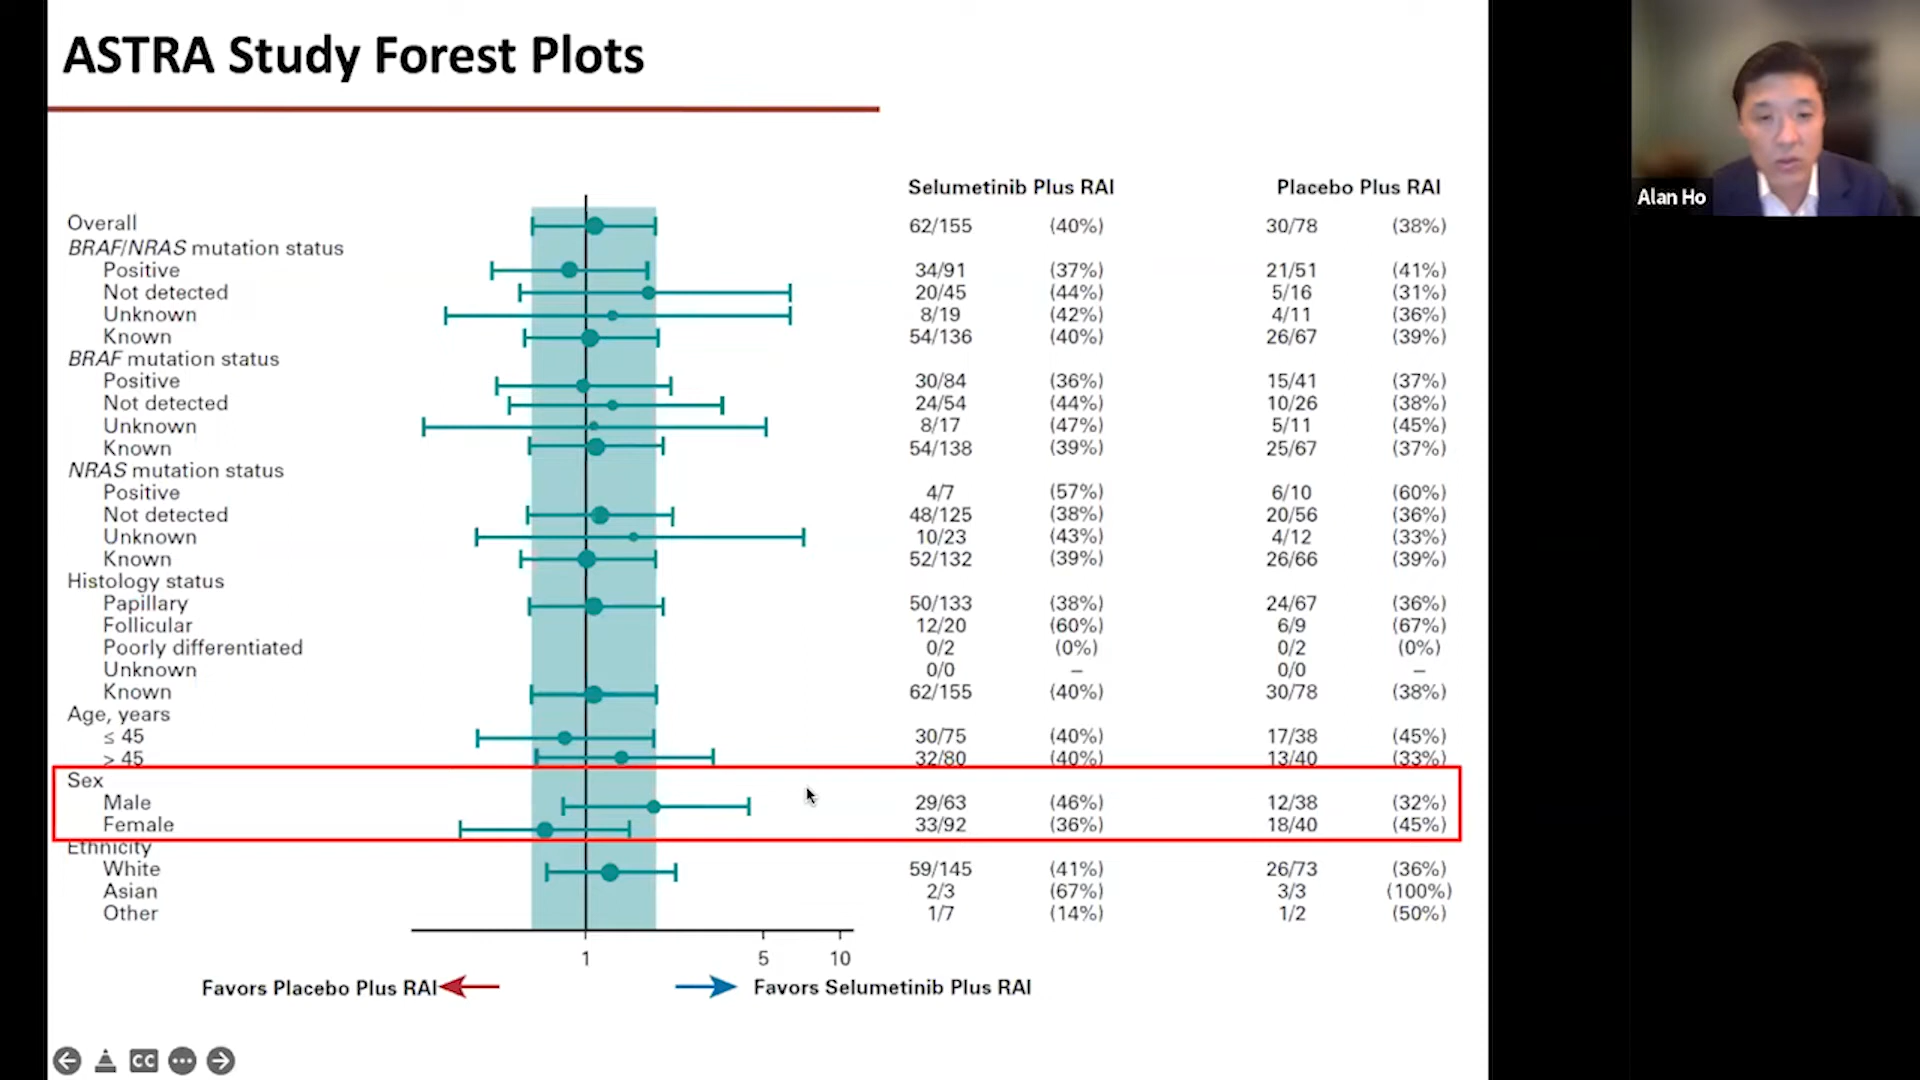 ASTRA Study Forest Plots
Alan Ho
Selumetinib Plus RAI Placebo Plus RAI
Overall 62/155 (40%) 30/78 (38%)
BRAF/NRAS mutation status
Positive 34/91 (37%) 21/51 (41%)
Not detected 20/45 (44%) 5/16 (31%)
Unknown 8/19 (42%) 4/11 (36%)
Known 54/136 (40%) 26/67 (39%)
BRAF mutation status
Positive 30/84 (36%) 15/41 (37%)
Not detected 24/54 (44%) 10/26 (38%)
Unknown 8/17 (47%) 5/11 (45%)
Known 54/138 (39%) 25/67 (37%)
NRAS mutation status
Positive 4/7 (57%) 6/10 (60%)
Not detected 48/125 (38%) 20/56 (36%)
Unknown 10/23 (43%) 4/12 (33%)
Known 52/132 (39%) 26/66 (39%)
Histology status
Papillary 50/133 (38%) 24/67 (36%)
Follicular 12/20 (60%) 6/9 (67%)
Poorly differentiated 0/2 (0%) 0/2 (0%)
Unknown 0/0 – 0/0 –
Known 62/155 (40%) 30/78 (38%)
Age, years
≤ 45 30/75 (40%) 17/38 (45%)
> 45 32/80 (40%) 13/40 (33%)
Sex
Male 29/63 (46%) 12/38 (32%)
Female 33/92 (36%) 18/40 (45%)
Ethnicity
White 59/145 (41%) 26/73 (36%)
Asian 2/3 (67%) 3/3 (100%)
Other 1/7 (14%) 1/2 (50%)
1 5 10
Favors Placebo Plus RAI Favors Selumetinib Plus RAI
CC